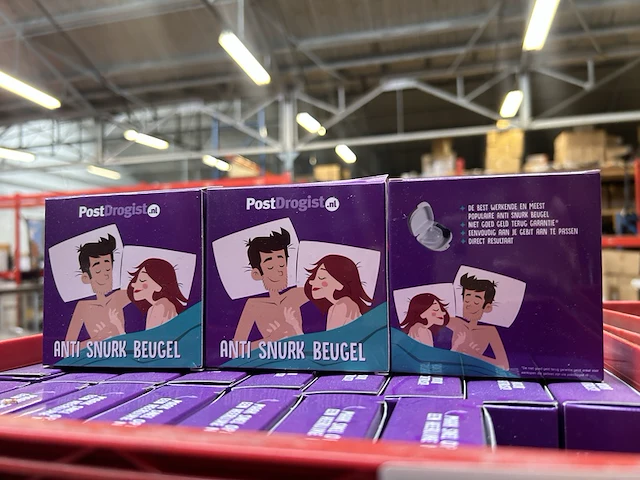 PostDrogist.nl
ANTI SNURK BEUGEL
PostDrogist.nl
ANTI SNURK BEUGEL
+ DE BEST WERKENDE EN MEEST
POPULAIRE ANTI SNURK BEUGEL
+ NIET GOED GELD TERUG GARANTIE*
+ EENVOUDIG AAN JE GEBIT AAN TE PASSEN
+ DIRECT RESULTAAT